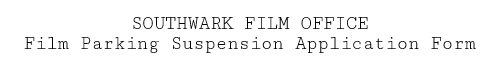 SOUTHWARK FILM OFFICE
Film Parking Suspension Application Form